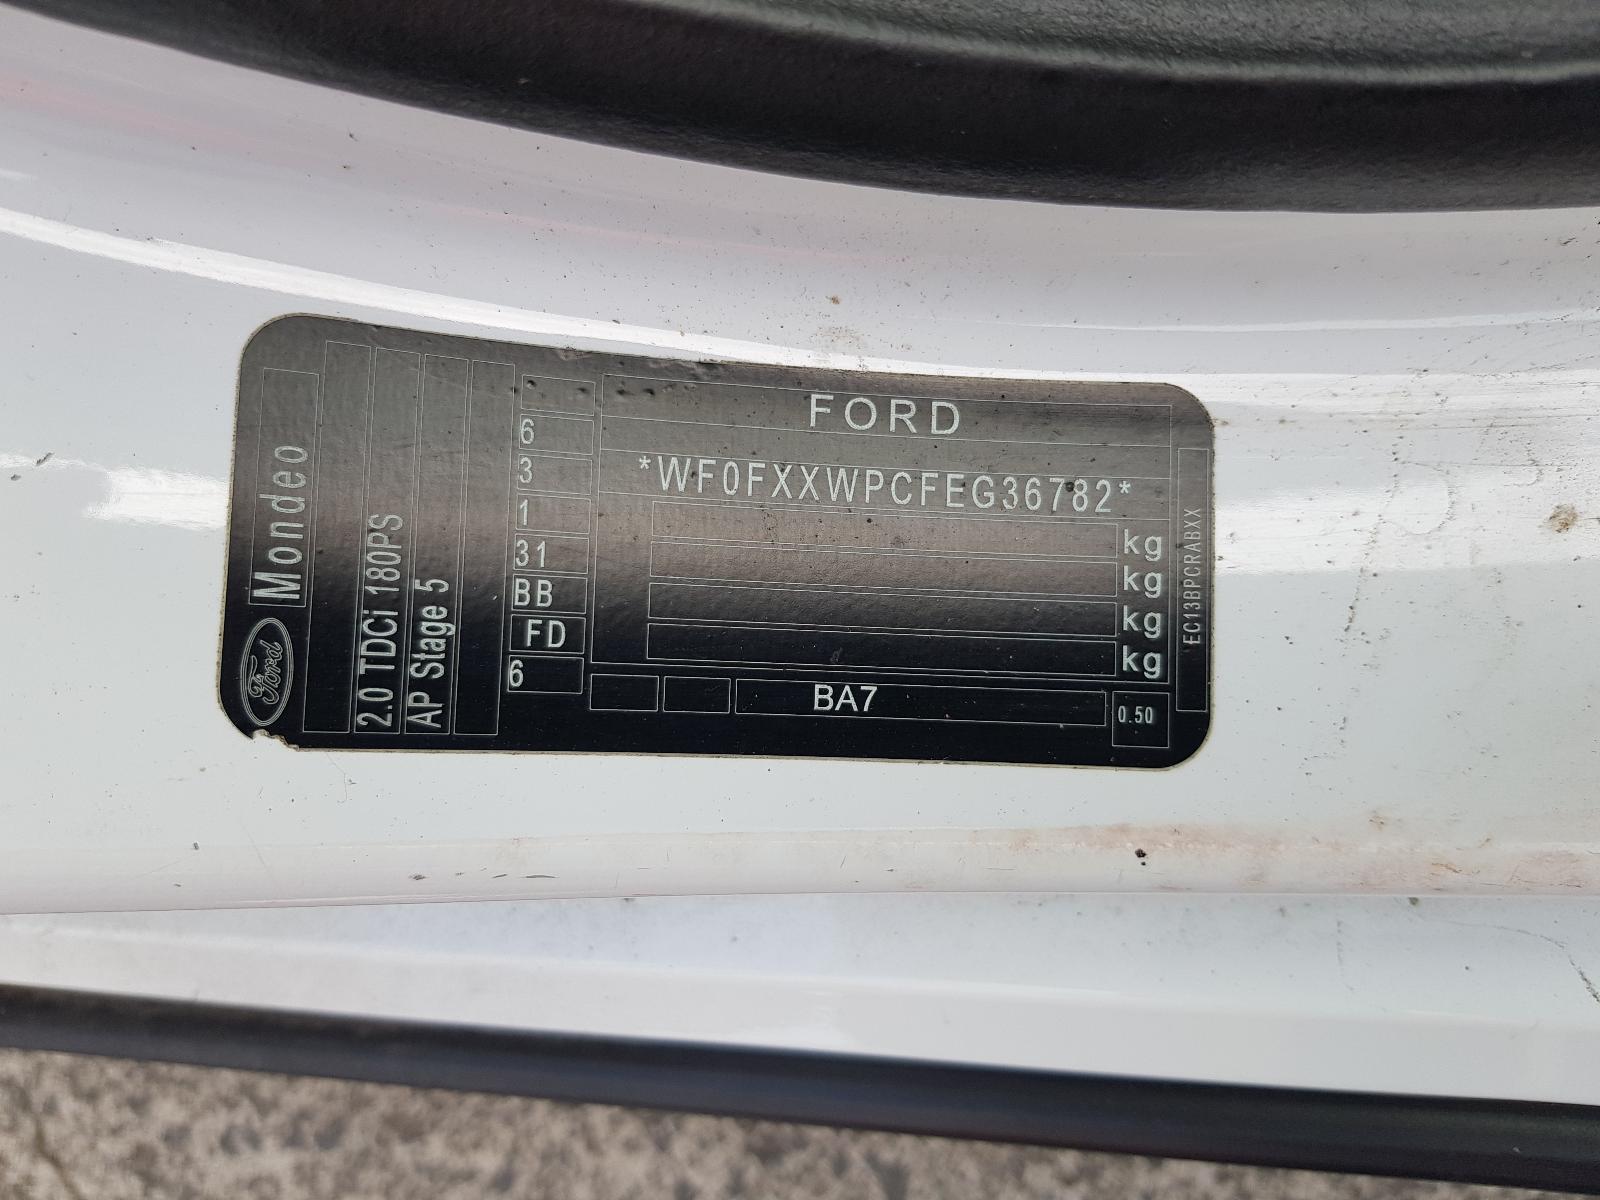 FORD
*WF0FXXWPCFEG36782*
kg
kg
kg
kg
BA7
0.50
EC13BPCRABXX
6
3
1
31
BB
FD
6
Ford
Mondeo
2.0 TDCi 180PS
AP Stage 5